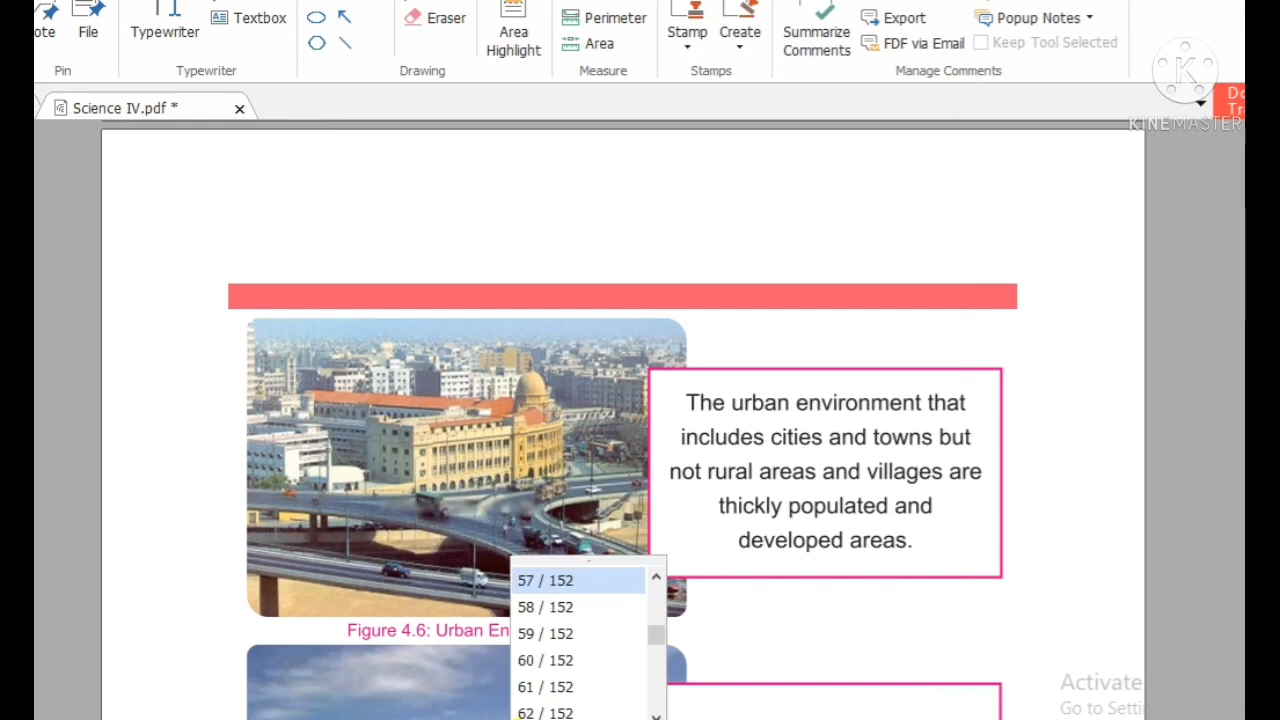 ote
File
Typewriter
Textbox
Eraser
Area
Highlight
Perimeter
Area
Stamp
Create
Summarize
Comments
Export
FDF via Email
Popup Notes
Keep Tool Selected
Pin
Typewriter
Drawing
Measure
Stamps
Manage Comments
K
KINEMASTER
Science IV.pdf *
The urban environment that
includes cities and towns but
not rural areas and villages are
thickly populated and
developed areas.
57 / 152
58 / 152
59 / 152
60 / 152
61 / 152
62 / 152
Figure 4.6: Urban En
Activate
Go to Setti